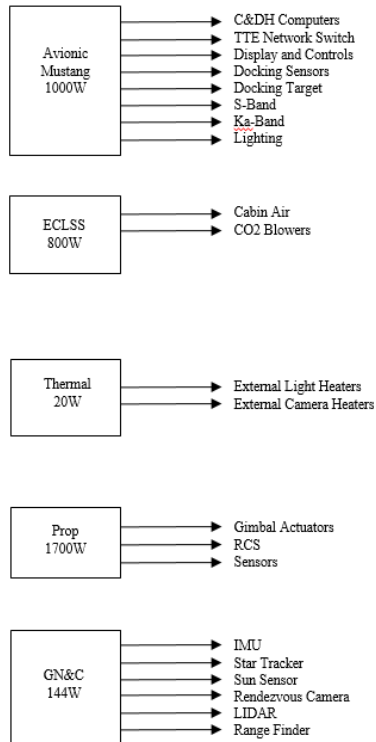 Avionic
Mustang
1000W
C&DH Computers
TTE Network Switch
Display and Controls
Docking Sensors
Docking Target
S-Band
Ka-Band
Lighting
ECLSS
800W
Cabin Air
CO2 Blowers
Thermal
20W
External Light Heaters
External Camera Heaters
Prop
1700W
Gimbal Actuators
RCS
Sensors
GN&C
144W
IMU
Star Tracker
Sun Sensor
Rendezvous Camera
LIDAR
Range Finder